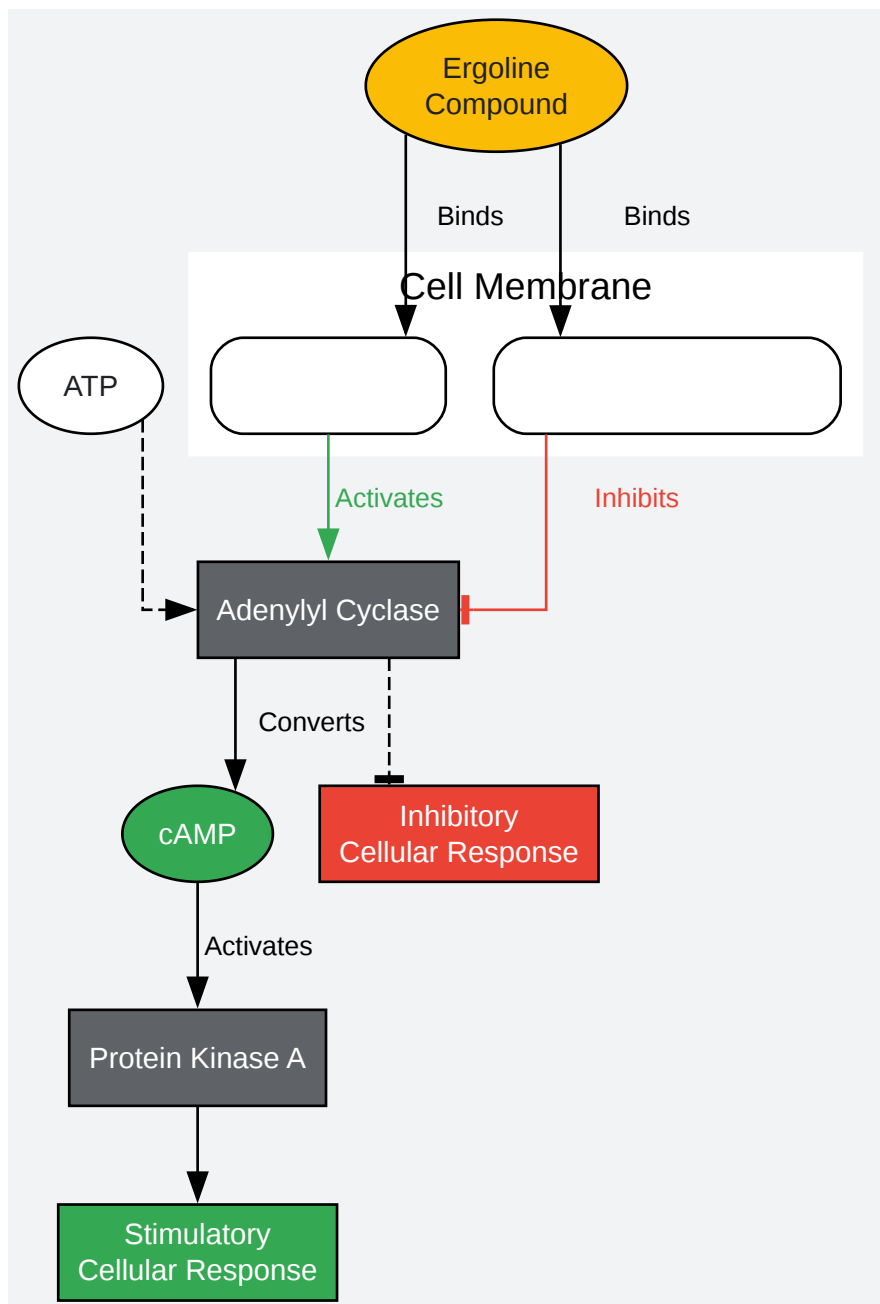 Ergoline
Compound
Binds
Binds
Cell Membrane
ATP
Activates
Inhibits
Adenylyl Cyclase
Converts
cAMP
Inhibitory
Cellular Response
Activates
Protein Kinase A
Stimulatory
Cellular Response